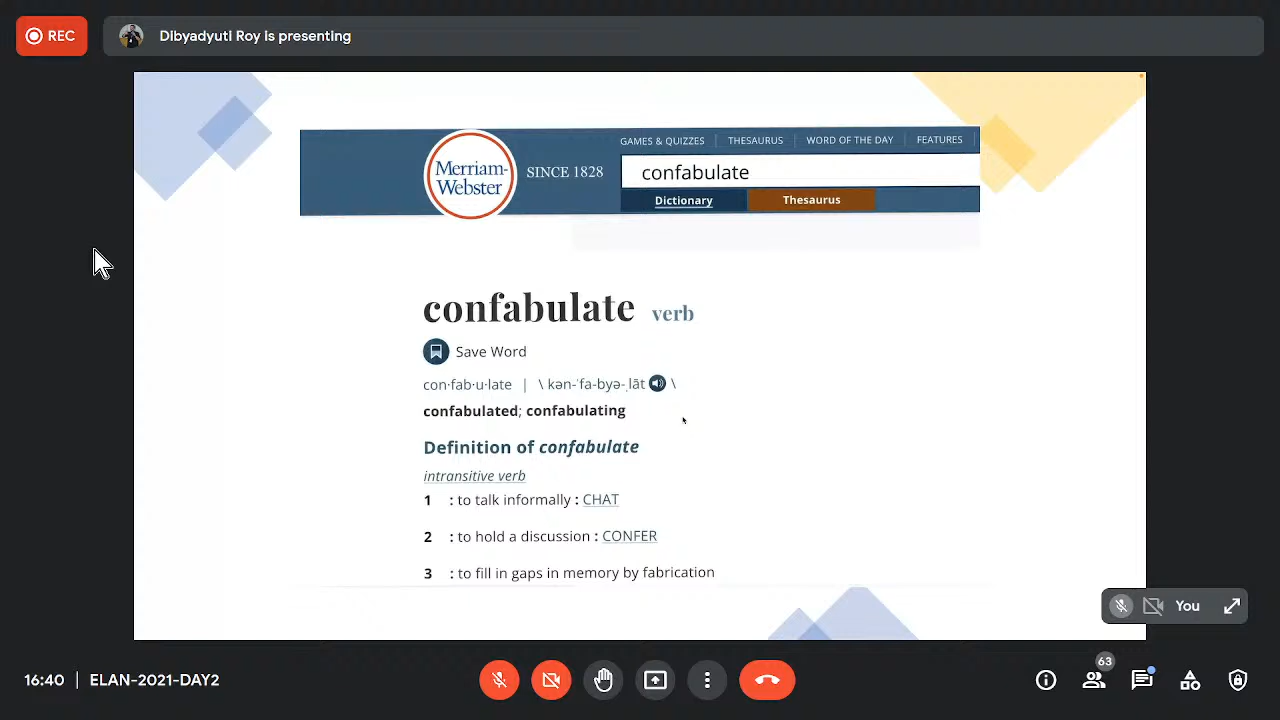 REC
Dibyadyuti Roy is presenting
GAMES & QUIZZES | THESAURUS | WORD OF THE DAY | FEATURES
Merriam-
Webster
SINCE 1828
confabulate
Dictionary
Thesaurus
confabulate verb
Save Word
con·fab·u·late | \ kən-ˈfa-byə-ˌlāt \
confabulated; confabulating
Definition of confabulate
intransitive verb
1 : to talk informally : CHAT
2 : to hold a discussion : CONFER
3 : to fill in gaps in memory by fabrication
You
63
16:40 | ELAN-2021-DAY2